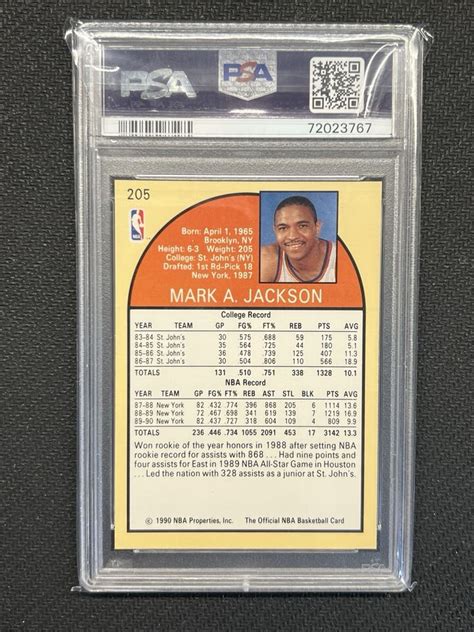 PSA
PSA
72023767
205
NBA
Born: April 1, 1965
Brooklyn, NY
Height: 6-3 Weight: 205
College: St. John's (NY)
Drafted: 1st Rd-Pick 18
New York, 1987
MARK A. JACKSON
College Record
YEAR TEAM GP FG% FT% REB PTS AVG
83-84 St. John's 30 .575 .688 59 175 5.8
84-85 St. John's 35 .564 .725 44 181 5.2
85-86 St. John's 36 .478 .739 125 407 11.3
86-87 St. John's 30 .504 .806 110 566 18.9
TOTALS 131 .510 .751 338 1328 10.1
NBA Record
YEAR TEAM GP FG% FT% REB AST STL BLK PTS AVG
87-88 New York 82 .432 .774 396 868 205 6 1114 13.6
88-89 New York 72 .467 .698 341 619 139 7 1219 16.9
89-90 New York 82 .437 .727 318 604 109 4 809 9.9
TOTALS 236 .446 .734 1055 2091 453 17 3142 13.3
Won rookie of the year honors in 1988 after setting NBA
rookie record for assists with 868 . . . Had nine points and
four assists for East in 1989 NBA All-Star Game in Houston
. . . Led the nation with 328 assists as a junior at St. John's.
© 1990 NBA Properties, Inc. The Official NBA Basketball Card